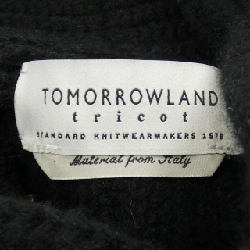 TOMORROWLAND
tricot
STANDARD KNITWEARMAKERS 1978
Material from Italy